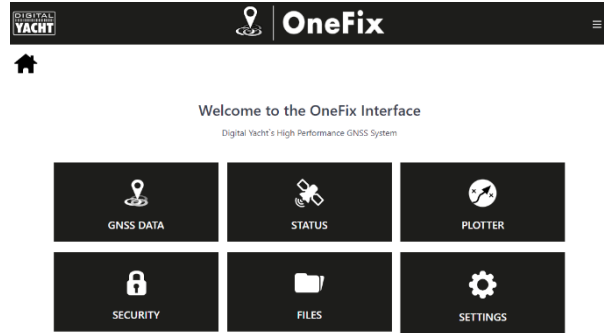 DIGITAL
YACHT
OneFix
Welcome to the OneFix Interface
Digital Yacht's High Performance GNSS System
GNSS DATA
STATUS
PLOTTER
SECURITY
FILES
SETTINGS